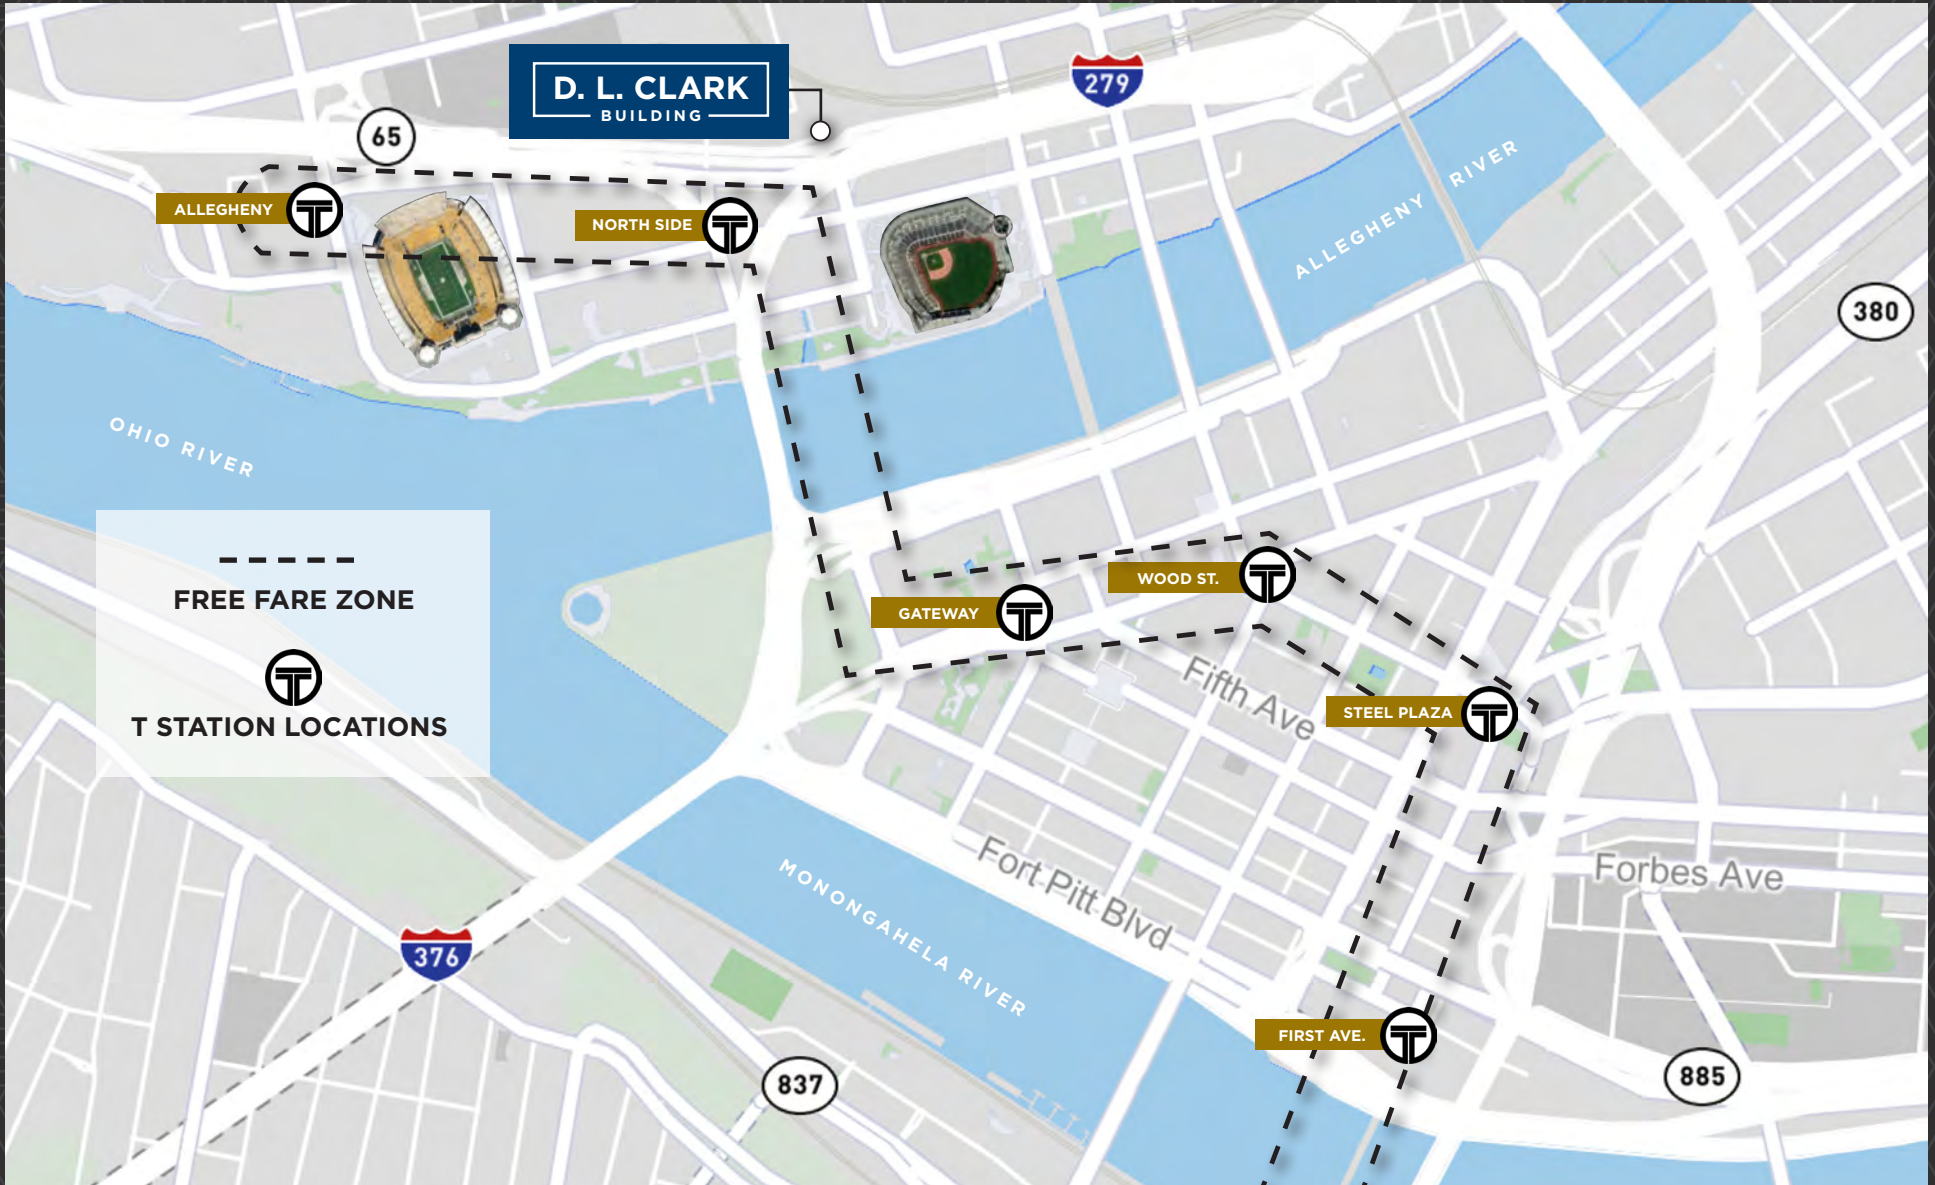 D. L. CLARK
BUILDING
279
65
ALLEGHENY
NORTH SIDE
ALLEGHENY RIVER
380
OHIO RIVER
FREE FARE ZONE
T STATION LOCATIONS
WOOD ST.
GATEWAY
Fifth Ave
STEEL PLAZA
Fort Pitt Blvd
Forbes Ave
MONONGAHELA RIVER
376
FIRST AVE.
837
885